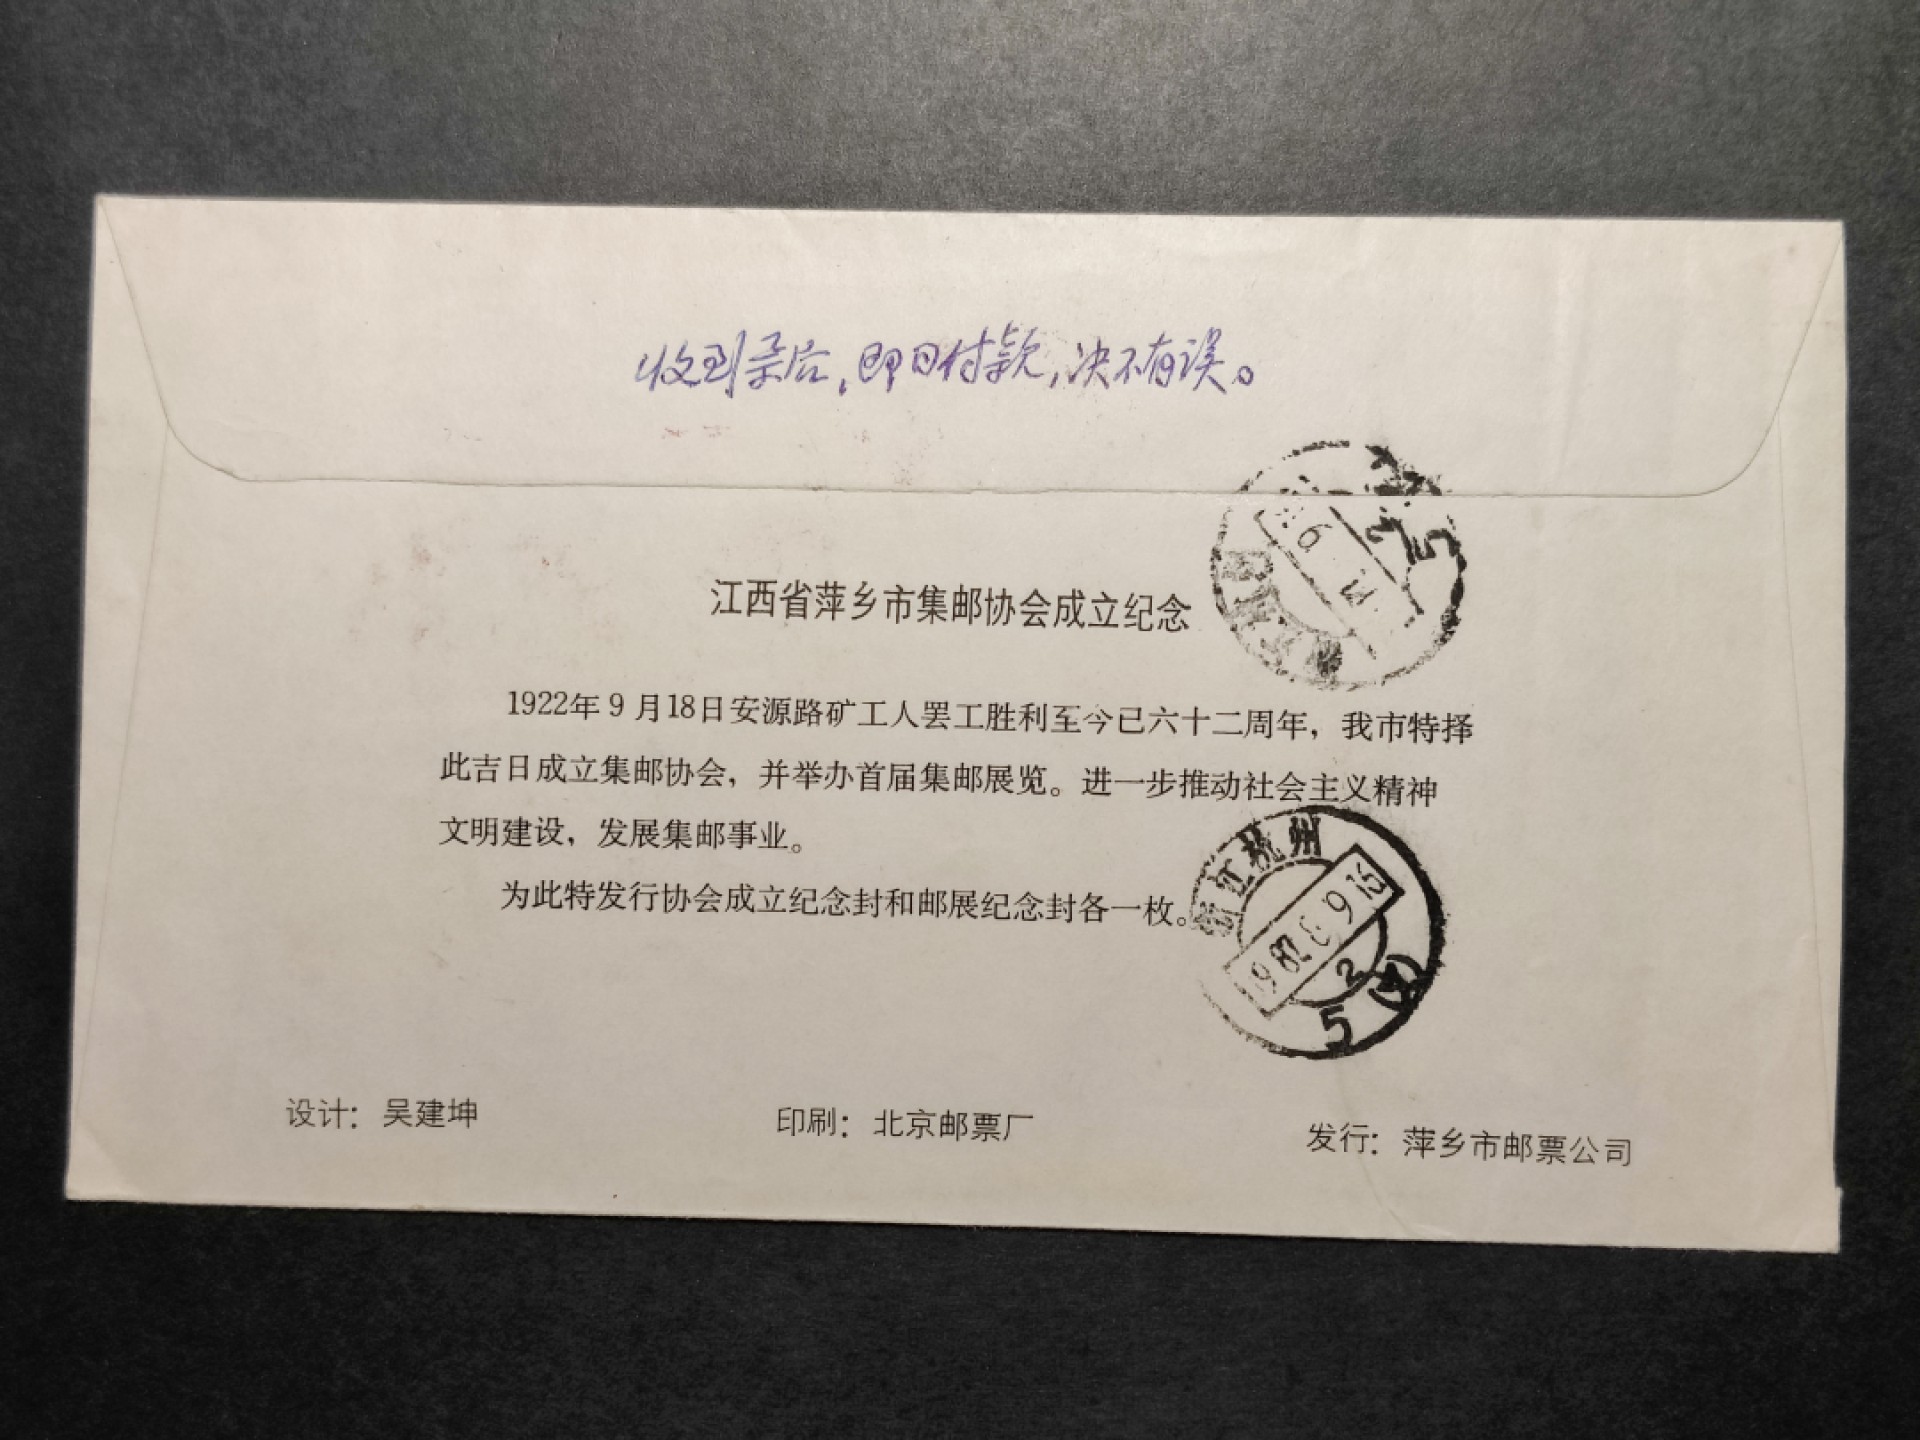 收到票后，即日付款，决不有误。
江西省萍乡市集邮协会成立纪念
1922年9月18日安源路矿工人罢工胜利至今已六十二周年，我市特择
此吉日成立集邮协会，并举办首届集邮展览。进一步推动社会主义精神
文明建设，发展集邮事业。
为此特发行协会成立纪念封和邮展纪念封各一枚。
浙江杭州
2
5
设计：吴建坤
印刷：北京邮票厂
发行：萍乡市邮票公司